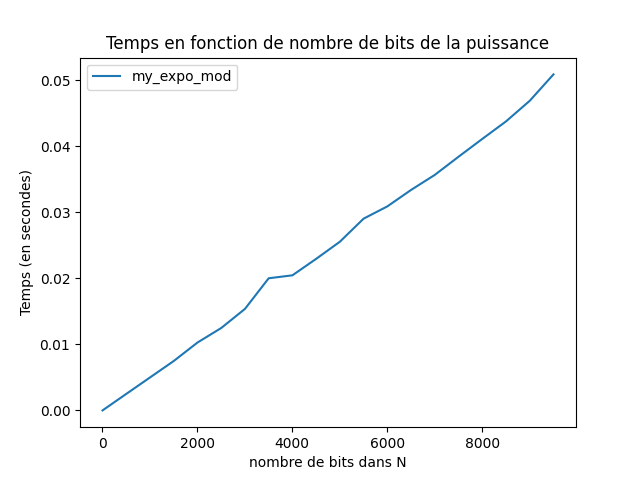 Temps en fonction de nombre de bits de la puissance
my_expo_mod
0.05
0.04
0.03
0.02
0.01
0.00
Temps (en secondes)
0 2000 4000 6000 8000
nombre de bits dans N